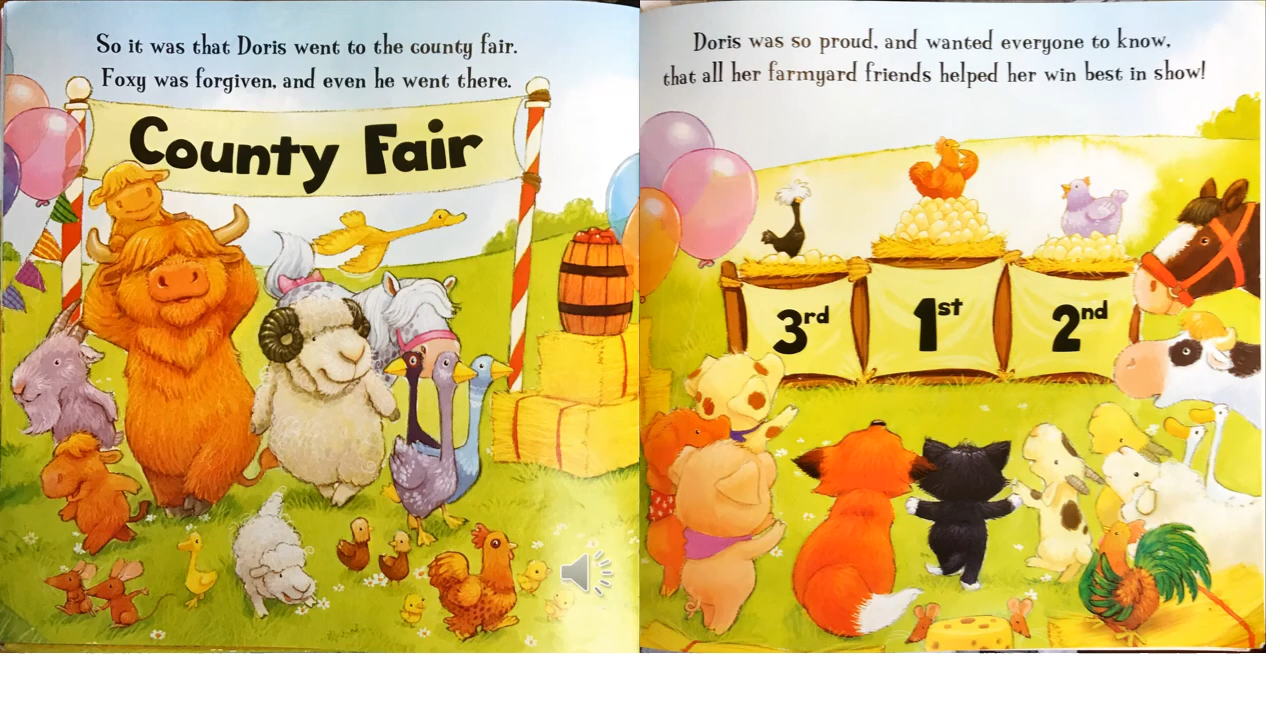 So it was that Doris went to the county fair.
Foxy was forgiven, and even he went there.
County Fair
Doris was so proud, and wanted everyone to know,
that all her farmyard friends helped her win best in show!
3rd
1st
2nd